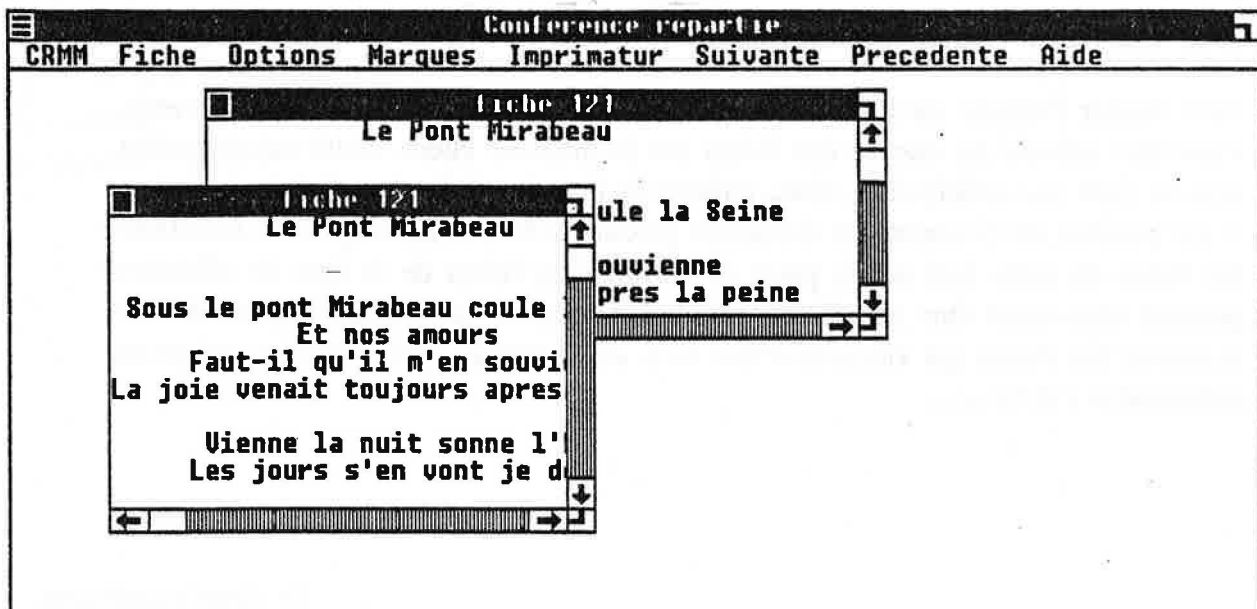 Conference repartie
CRMM Fiche Options Marques Imprimatur Suivante Precedente Aide
Fiche 121
Le Pont Mirabeau
ule la Seine
ouvienne
pres la peine
Fiche 121
Le Pont Mirabeau
Sous le pont Mirabeau coule
Et nos amours
Faut-il qu'il m'en souvi
La joie venait toujours apres
Vienne la nuit sonne l'
Les jours s'en vont je d